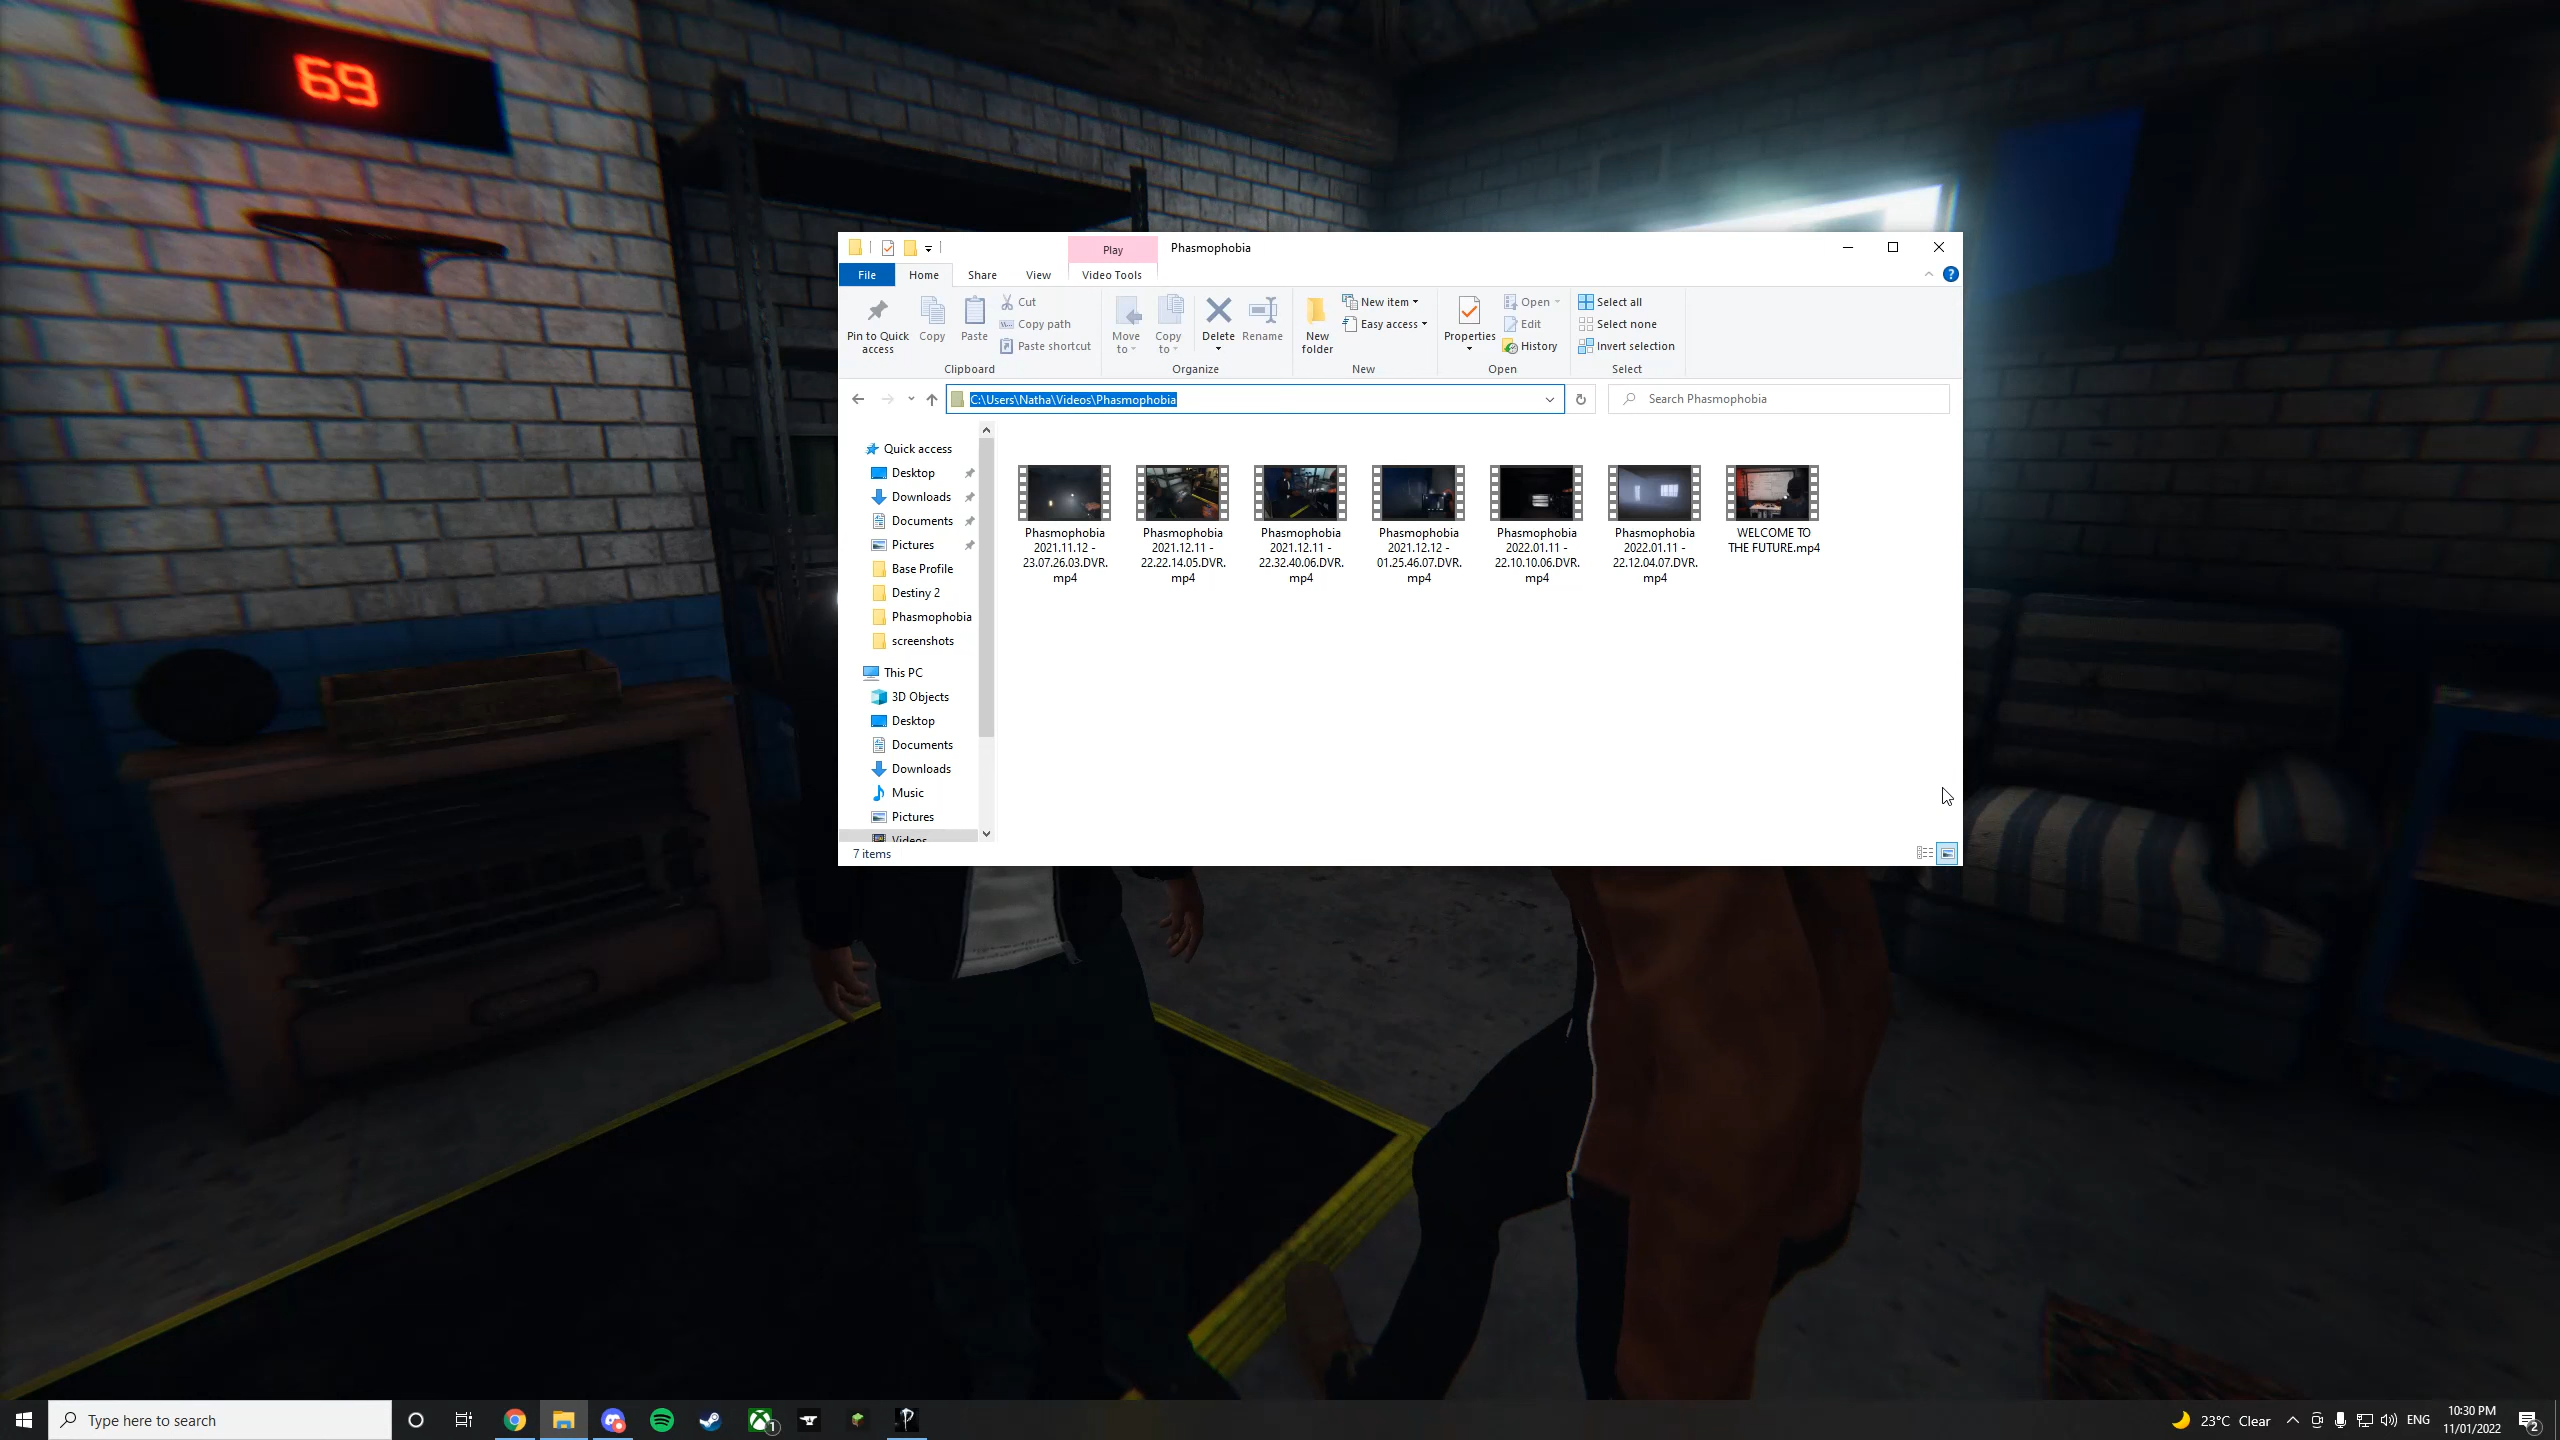 69
Play
Phasmophobia
File
Home
Share
View
Video Tools
Pin to Quick
access
Copy
Paste
Cut
Copy path
Paste shortcut
Clipboard
Move
to
Copy
to
Delete
Rename
Organize
New
folder
New item
Easy access
New
Properties
Open
Edit
History
Open
Select all
Select none
Invert selection
Select
C:\Users\Natha\Videos\Phasmophobia
Search Phasmophobia
Quick access
Desktop
Downloads
Documents
Pictures
Base Profile
Destiny 2
Phasmophobia
screenshots
This PC
3D Objects
Desktop
Documents
Downloads
Music
Pictures
Videos
Phasmophobia
2021.11.12 -
23.07.26.03.DVR.
mp4
Phasmophobia
2021.12.11 -
22.22.14.05.DVR.
mp4
Phasmophobia
2021.12.11 -
22.32.40.06.DVR.
mp4
Phasmophobia
2021.12.12 -
01.25.46.07.DVR.
mp4
Phasmophobia
2022.01.11 -
22.10.10.06.DVR.
mp4
Phasmophobia
2022.01.11 -
22.12.04.07.DVR.
mp4
WELCOME TO
THE FUTURE.mp4
7 items
Type here to search
1
23°C Clear
ENG
10:30 PM
11/01/2022
2